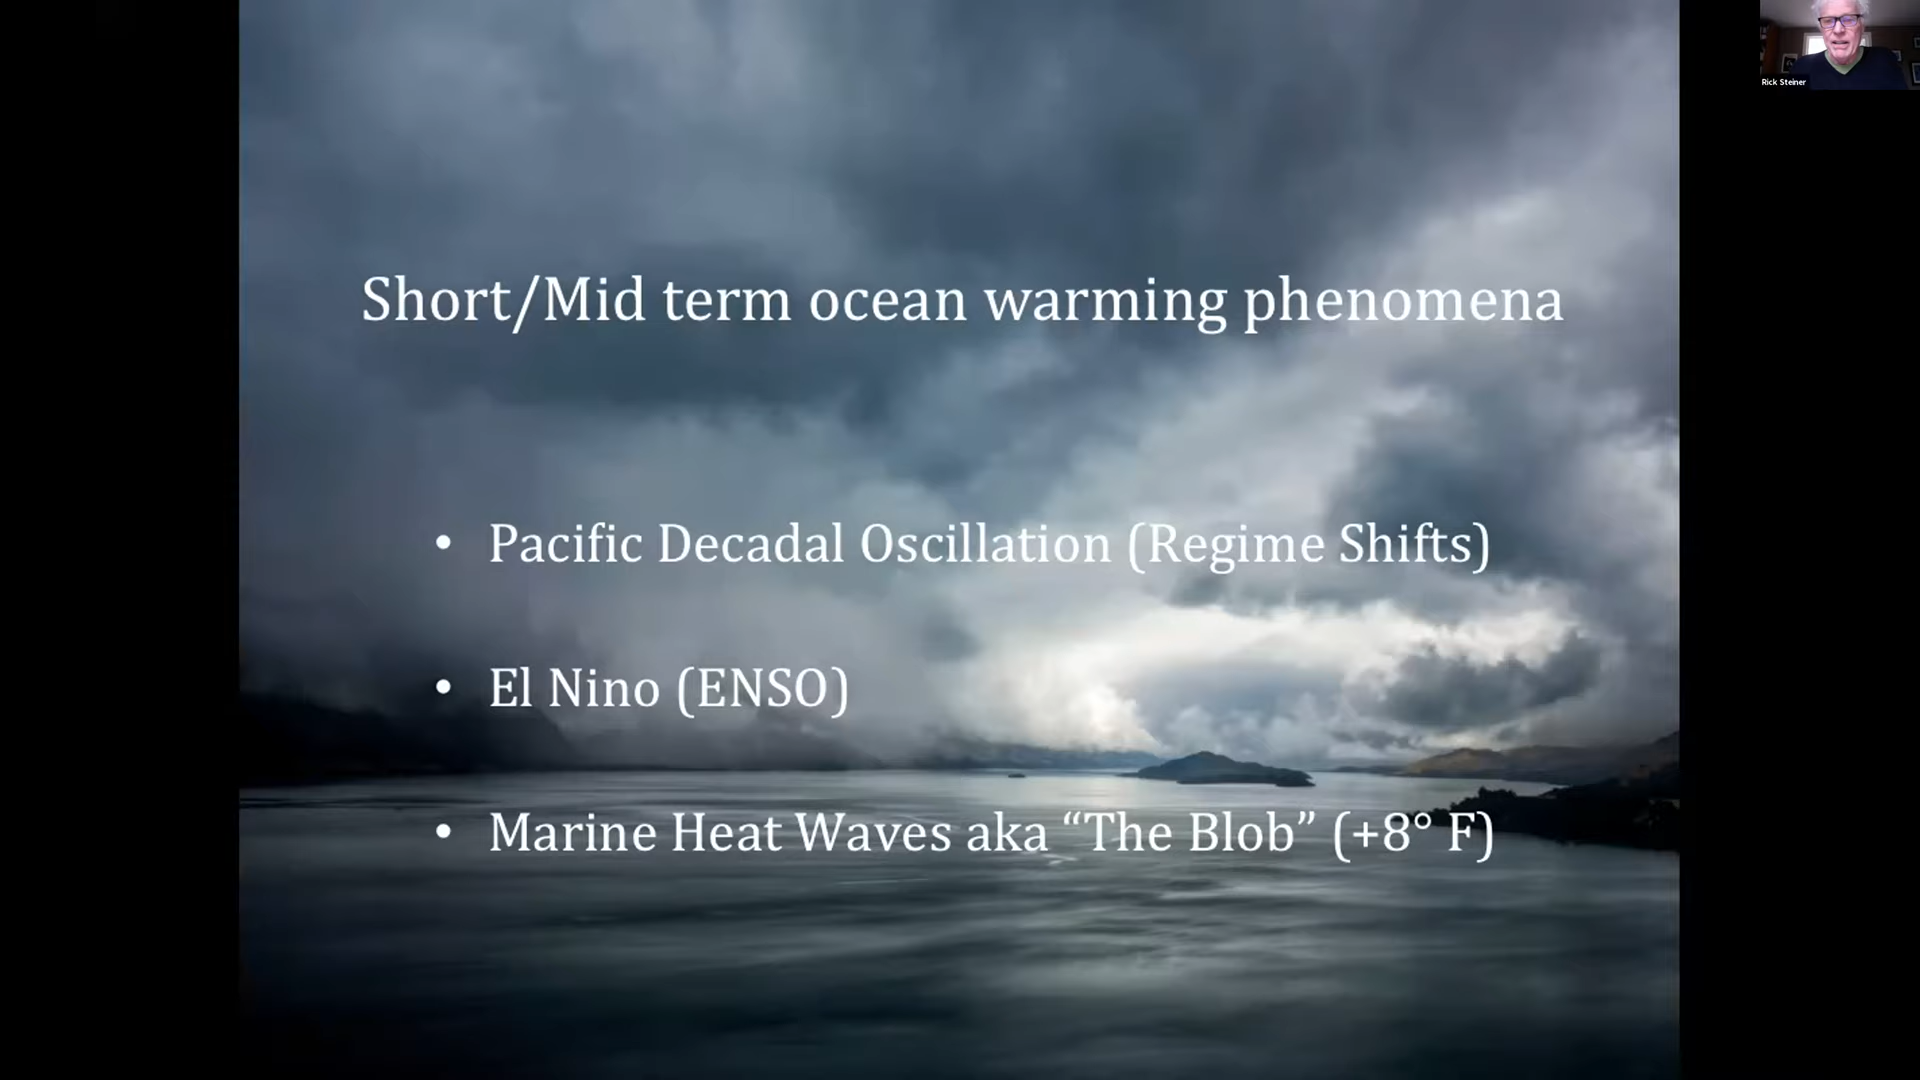 Rick Steiner
Short/Mid term ocean warming phenomena
• Pacific Decadal Oscillation (Regime Shifts)
• El Nino (ENSO)
• Marine Heat Waves aka “The Blob” (+8° F)